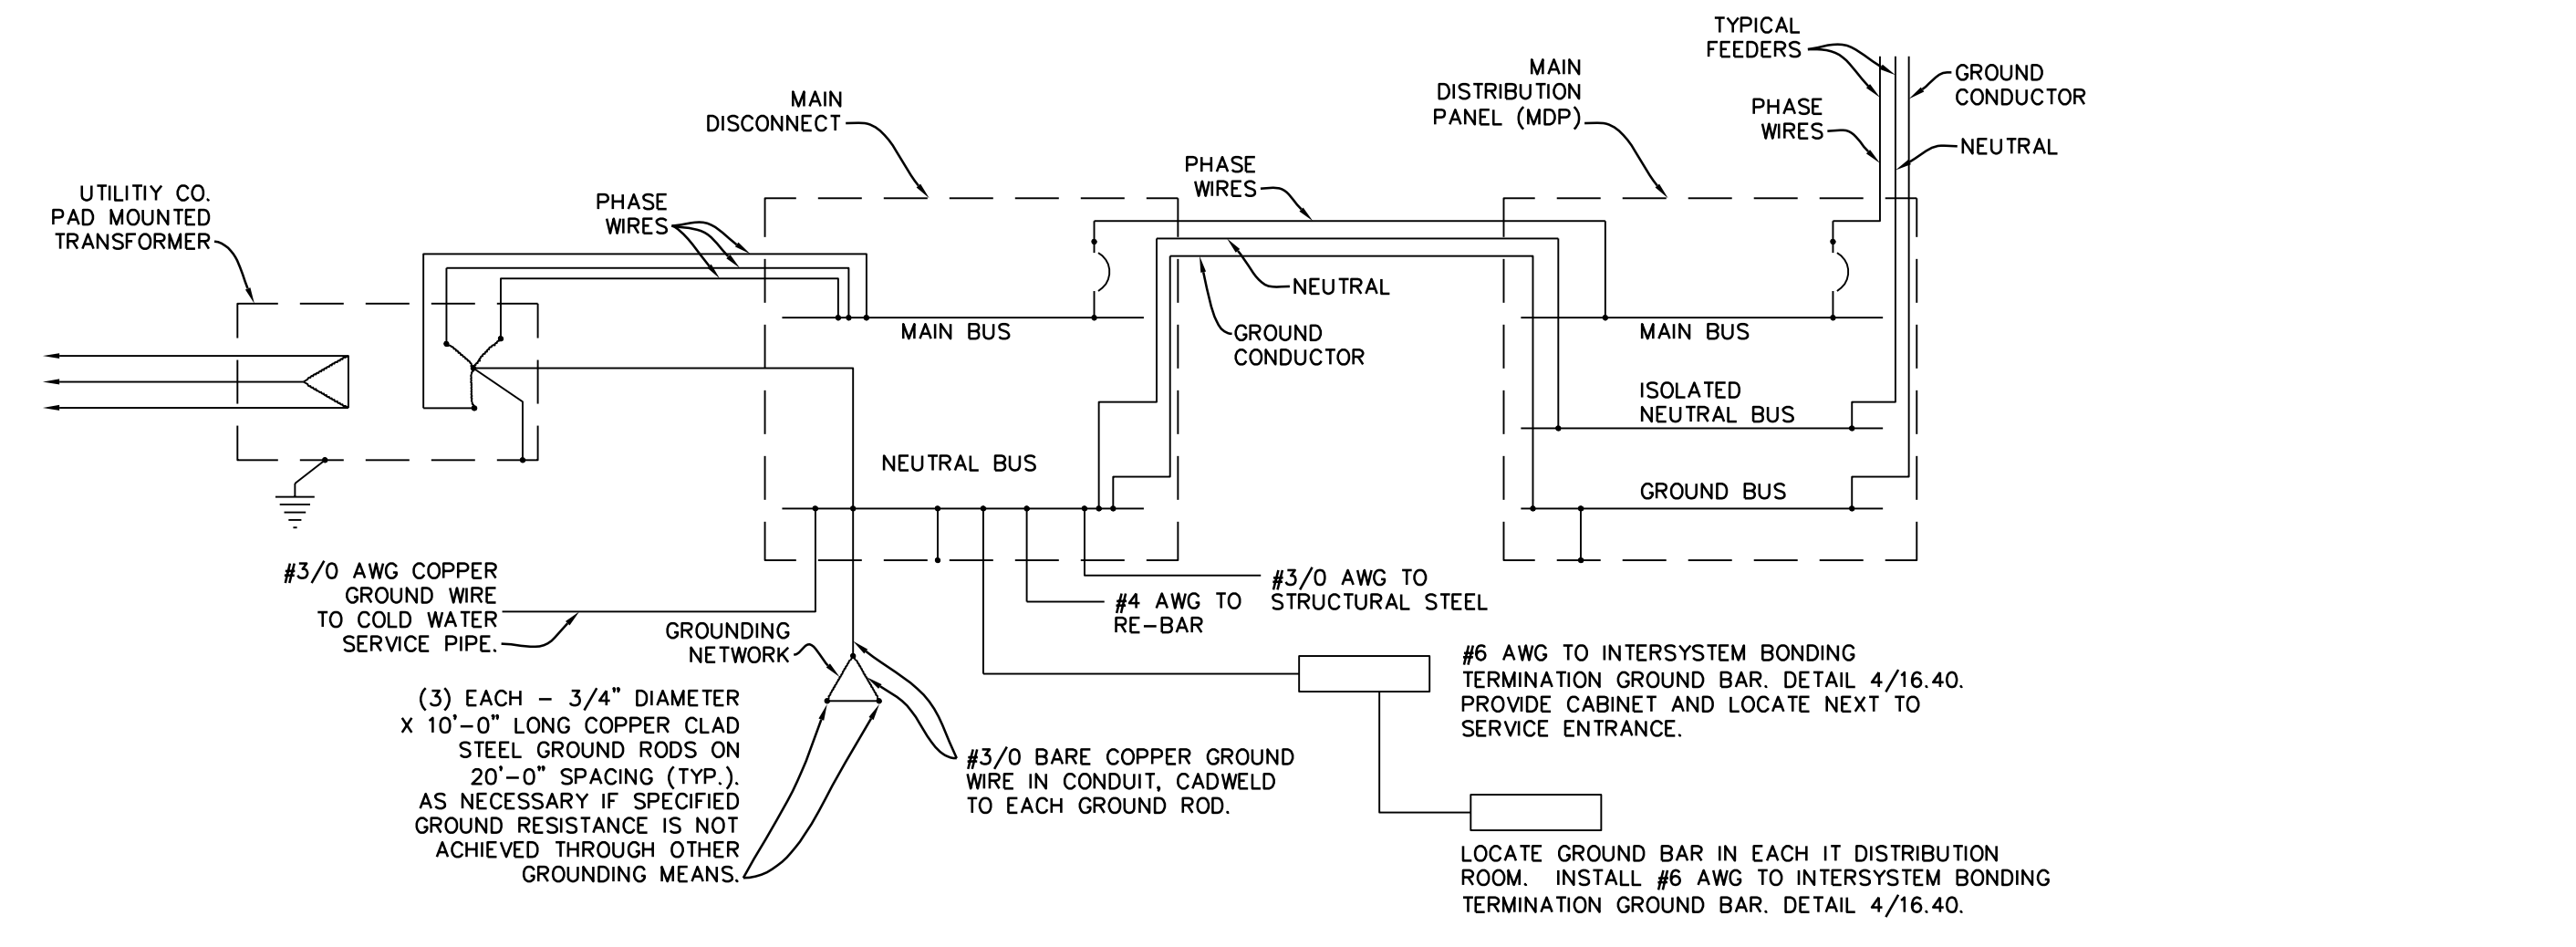 TYPICAL
FEEDERS
GROUND
CONDUCTOR
MAIN
DISTRIBUTION
PANEL (MDP)
PHASE
WIRES
NEUTRAL
MAIN
DISCONNECT
PHASE
WIRES
UTILITIY CO.
PAD MOUNTED
TRANSFORMER
PHASE
WIRES
NEUTRAL
GROUND
CONDUCTOR
MAIN BUS
MAIN BUS
ISOLATED
NEUTRAL BUS
NEUTRAL BUS
GROUND BUS
#3/0 AWG COPPER
GROUND WIRE
TO COLD WATER
SERVICE PIPE.
#3/0 AWG TO
STRUCTURAL STEEL
#4 AWG TO
RE-BAR
GROUNDING
NETWORK
#6 AWG TO INTERSYSTEM BONDING
TERMINATION GROUND BAR. DETAIL 4/16.40.
PROVIDE CABINET AND LOCATE NEXT TO
SERVICE ENTRANCE.
(3) EACH - 3/4" DIAMETER
X 10'-0" LONG COPPER CLAD
STEEL GROUND RODS ON
20'-0" SPACING (TYP.).
AS NECESSARY IF SPECIFIED
GROUND RESISTANCE IS NOT
ACHIEVED THROUGH OTHER
GROUNDING MEANS.
#3/0 BARE COPPER GROUND
WIRE IN CONDUIT, CADWELD
TO EACH GROUND ROD.
LOCATE GROUND BAR IN EACH IT DISTRIBUTION
ROOM. INSTALL #6 AWG TO INTERSYSTEM BONDING
TERMINATION GROUND BAR. DETAIL 4/16.40.